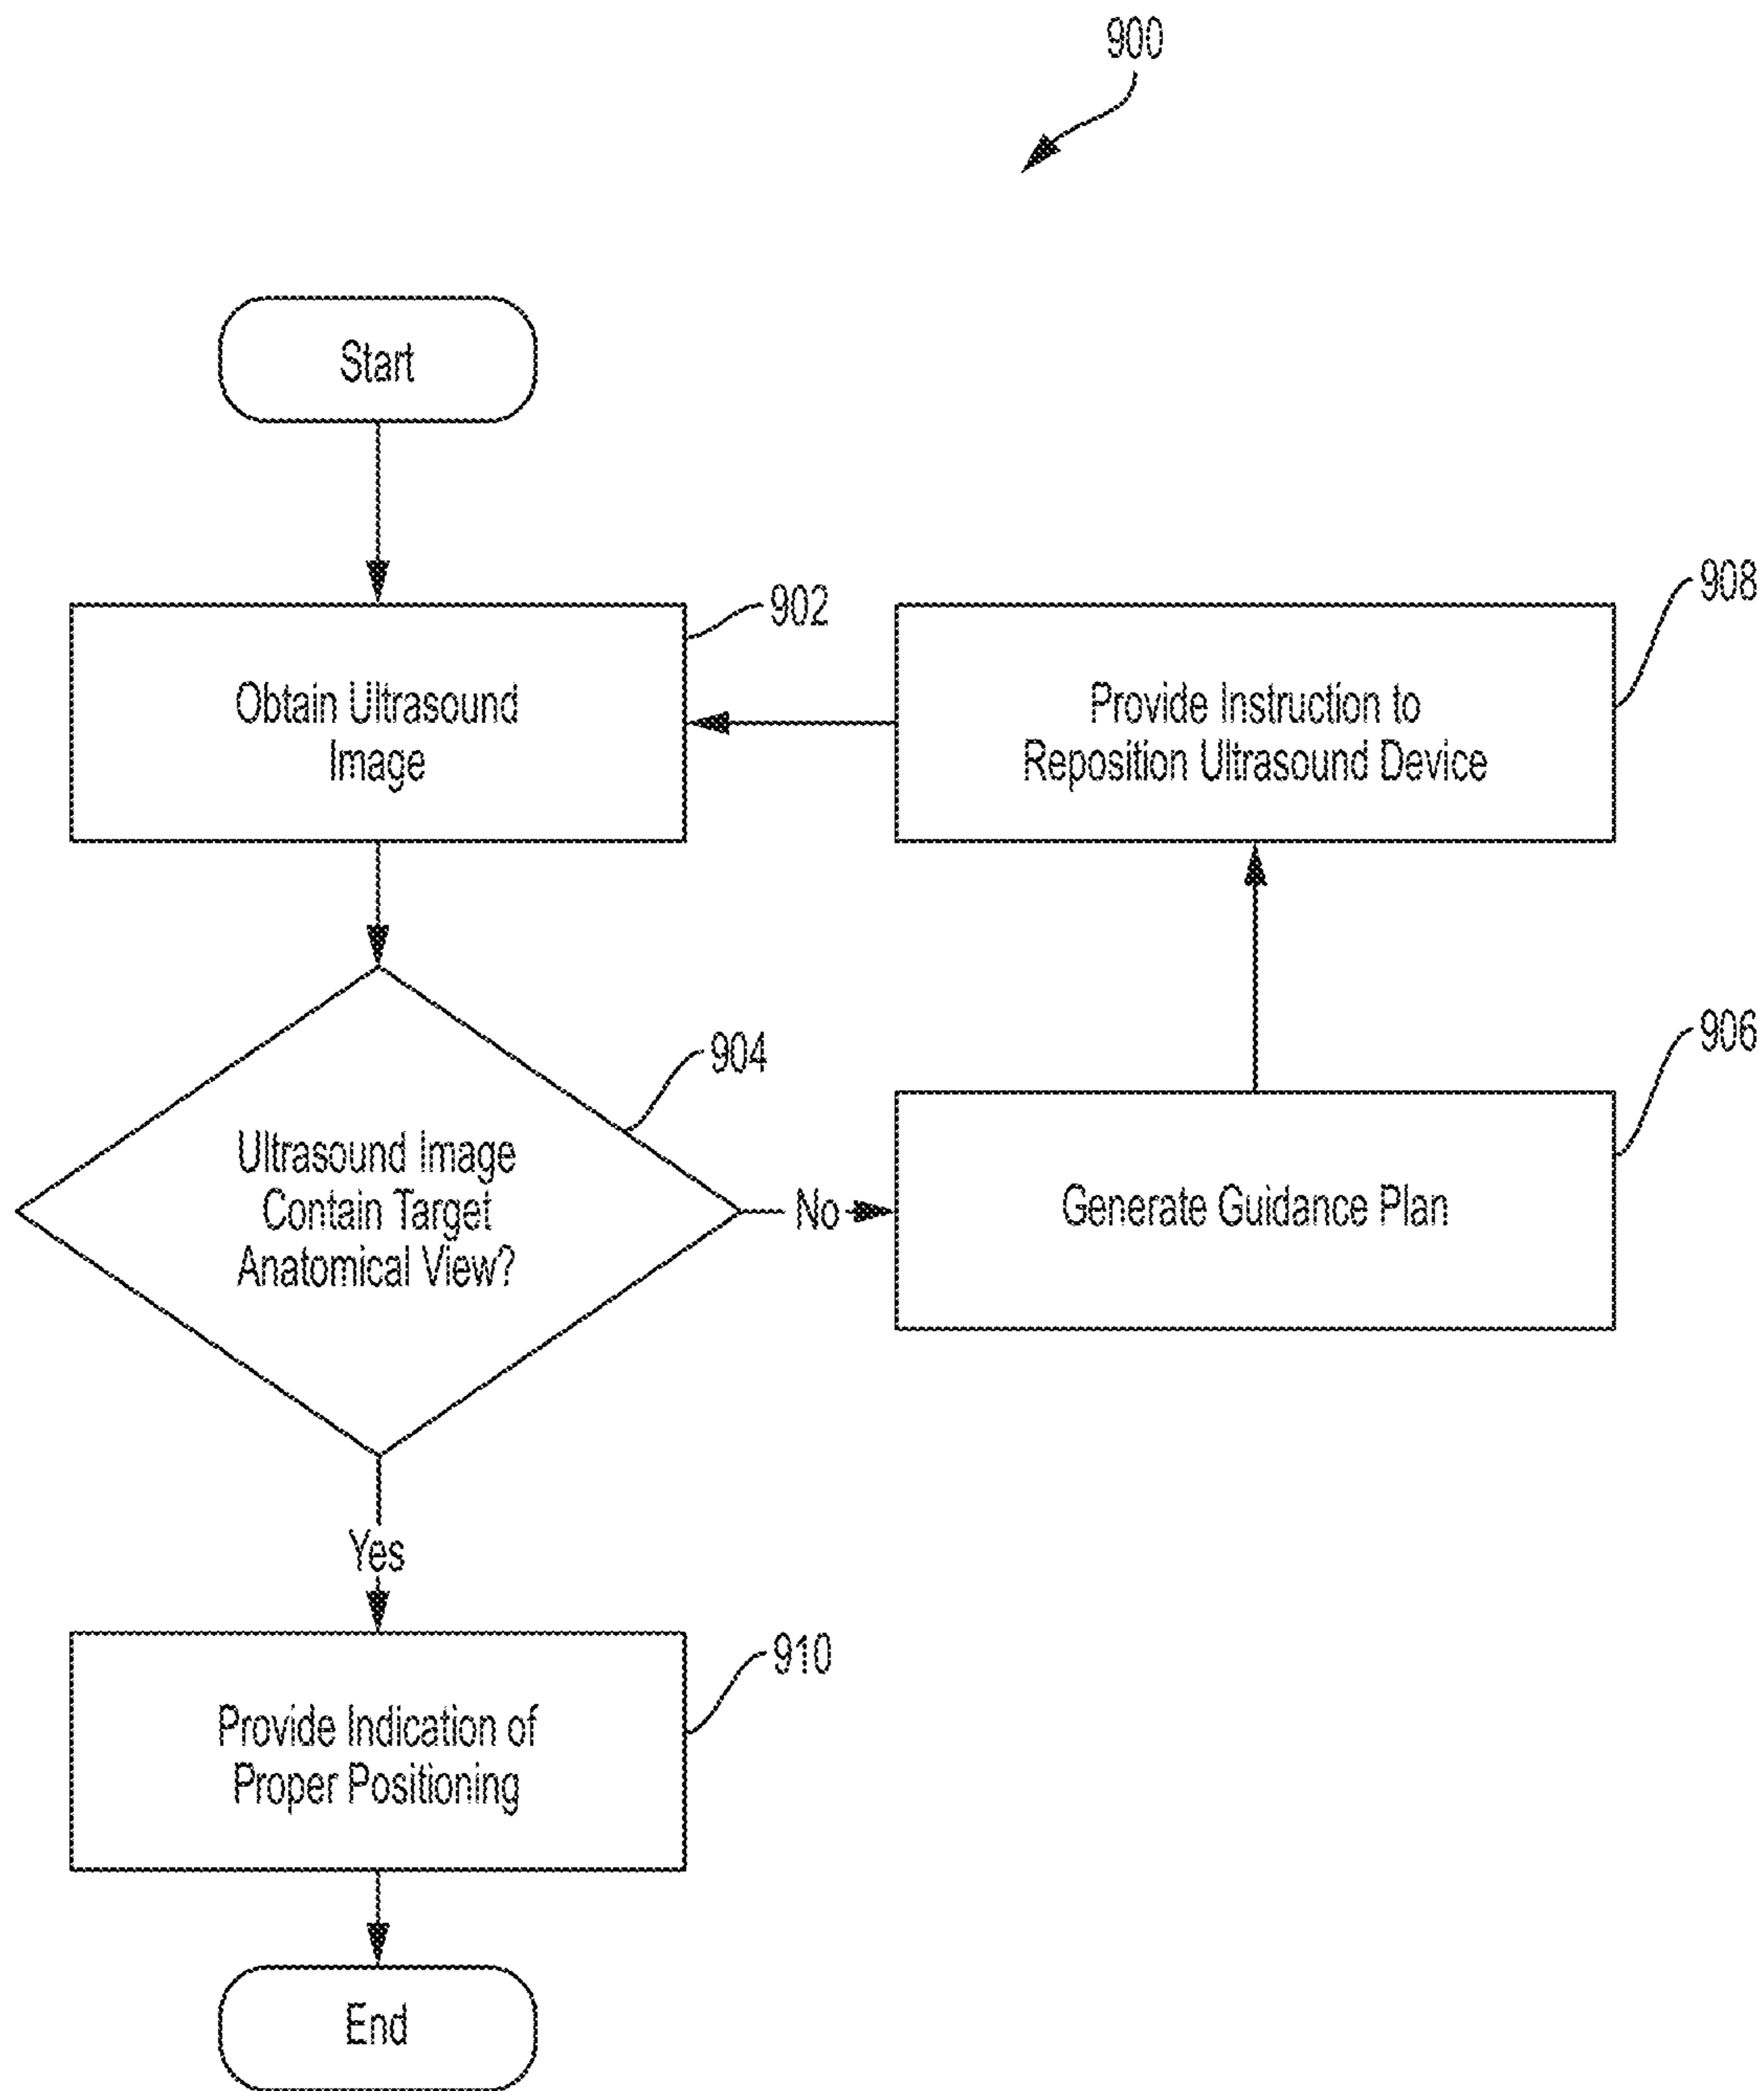 900
Start
902
Obtain Ultrasound
Image
908
Provide Instruction to
Reposition Ultrasound Device
904
Ultrasound Image
Contain Target
Anatomical View?
No
906
Generate Guidance Plan
Yes
910
Provide Indication of
Proper Positioning
End